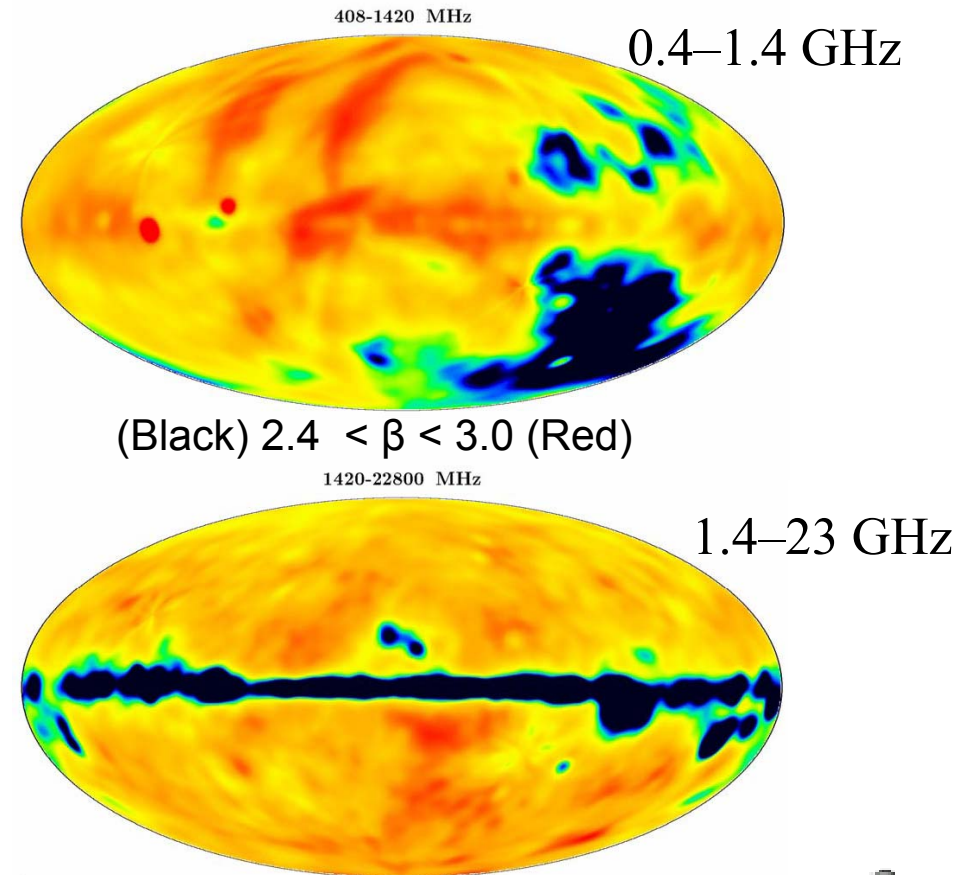 408-1420 MHz
0.4–1.4 GHz
(Black) 2.4 < β < 3.0 (Red)
1420-22800 MHz
1.4–23 GHz